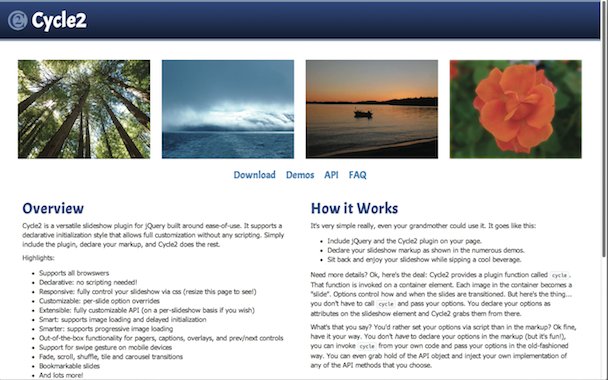 2 Cycle2
Download Demos API FAQ
Overview
Cycle2 is a versatile slideshow plugin for jQuery built around ease-of-use. It supports a
declarative initialization style that allows full customization without any scripting. Simply
include the plugin, declare your markup, and Cycle2 does the rest.
Highlights:
Supports all browswers
Declarative: no scripting needed!
Responsive: fully control your slideshow via css (resize this page to see!)
Customizable: per-slide option overrides
Extensible: fully customizable API (on a per-slideshow basis if you wish)
Smart: supports image loading and delayed initialization
Smarter: supports progressive image loading
Out-of-the-box functionality for pagers, captions, overlays, and prev/next controls
Support for swipe gesture on mobile devices
Fade, scroll, shuffle, tile and carousel transitions
Bookmarkable slides
And lots more!
How it Works
It's very simple really, even your grandmother could use it. It goes like this:
Include jQuery and the Cycle2 plugin on your page.
Declare your slideshow markup as shown in the numerous demos.
Sit back and enjoy your slideshow while sipping a cool beverage.
Need more details? Ok, here's the deal: Cycle2 provides a plugin function called cycle.
That function is invoked on a container element. Each image in the container becomes a
"slide". Options control how and when the slides are transitioned. But here's the thing...
you don't have to call cycle and pass your options. You declare your options as
attributes on the slideshow element and Cycle2 grabs them from there.
What's that you say? You'd rather set your options via script than in the markup? Ok fine,
have it your way. You don't have to declare your options in the markup (but it's fun!),
you can invoke cycle from your own code and pass your options in the old-fashioned
way. You can even grab hold of the API object and inject your own implementation of
any of the API methods that you choose.